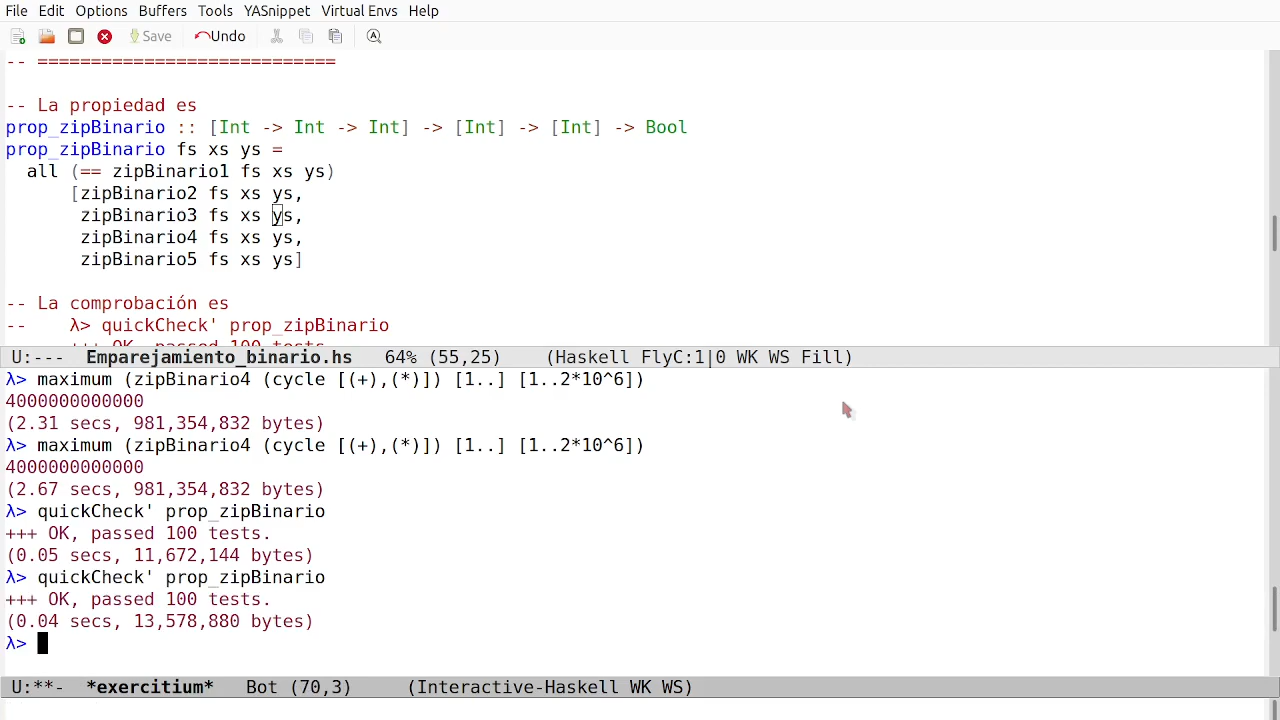 File Edit Options Buffers Tools YASnippet Virtual Envs Help
Save Undo
-- ============================
-- La propiedad es
prop_zipBinario :: [Int -> Int -> Int] -> [Int] -> [Int] -> Bool
prop_zipBinario fs xs ys =
  all (== zipBinario1 fs xs ys)
      [zipBinario2 fs xs ys,
       zipBinario3 fs xs ys,
       zipBinario4 fs xs ys,
       zipBinario5 fs xs ys]
-- La comprobación es
--    λ> quickCheck' prop_zipBinario
--    +++ OK, passed 100 tests.
U:---  Emparejamiento_binario.hs   64% (55,25)    (Haskell FlyC:1|0 WK WS Fill)
λ> maximum (zipBinario4 (cycle [(+),(*)]) [1..] [1..2*10^6])
4000000000000
(2.31 secs, 981,354,832 bytes)
λ> maximum (zipBinario4 (cycle [(+),(*)]) [1..] [1..2*10^6])
4000000000000
(2.67 secs, 981,354,832 bytes)
λ> quickCheck' prop_zipBinario
+++ OK, passed 100 tests.
(0.05 secs, 11,672,144 bytes)
λ> quickCheck' prop_zipBinario
+++ OK, passed 100 tests.
(0.04 secs, 13,578,880 bytes)
λ>
U:**-  *exercitium*   Bot (70,3)     (Interactive-Haskell WK WS)